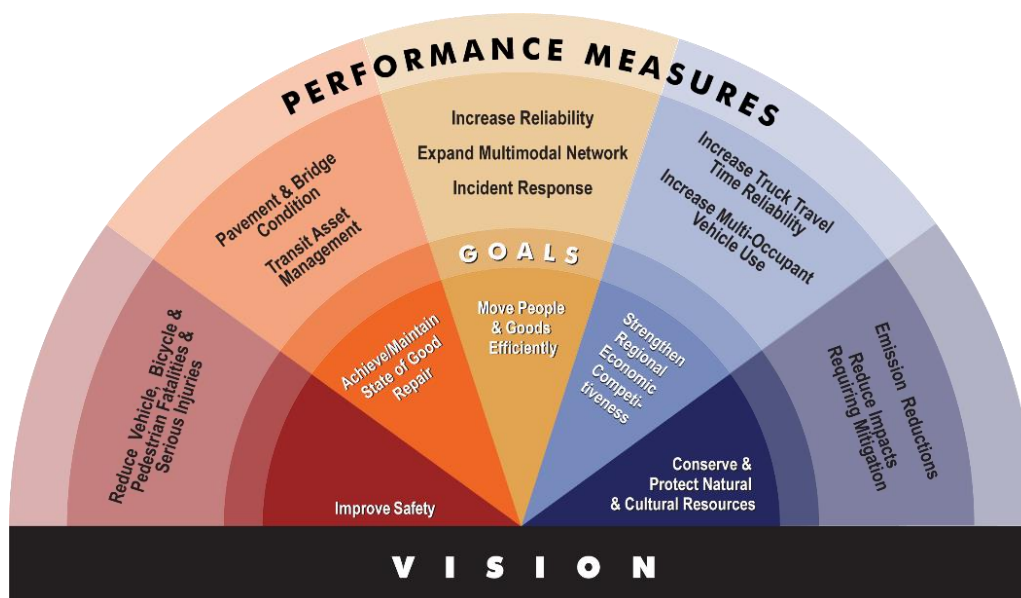 PERFORMANCE MEASURES
Reduce Vehicle, Bicycle &
Pedestrian Fatalities &
Serious Injuries
Pavement & Bridge
Condition
Transit Asset
Management
Increase Reliability
Expand Multimodal Network
Incident Response
Increase Truck Travel
Time Reliability
Increase Multi-Occupant
Vehicle Use
Emission Reductions
Reduce Impacts
Requiring Mitigation
GOALS
Improve Safety
Achieve/Maintain
State of Good
Repair
Move People
& Goods
Efficiently
Strengthen
Regional
Economic
Competi-
tiveness
Conserve &
Protect Natural
& Cultural Resources
VISION